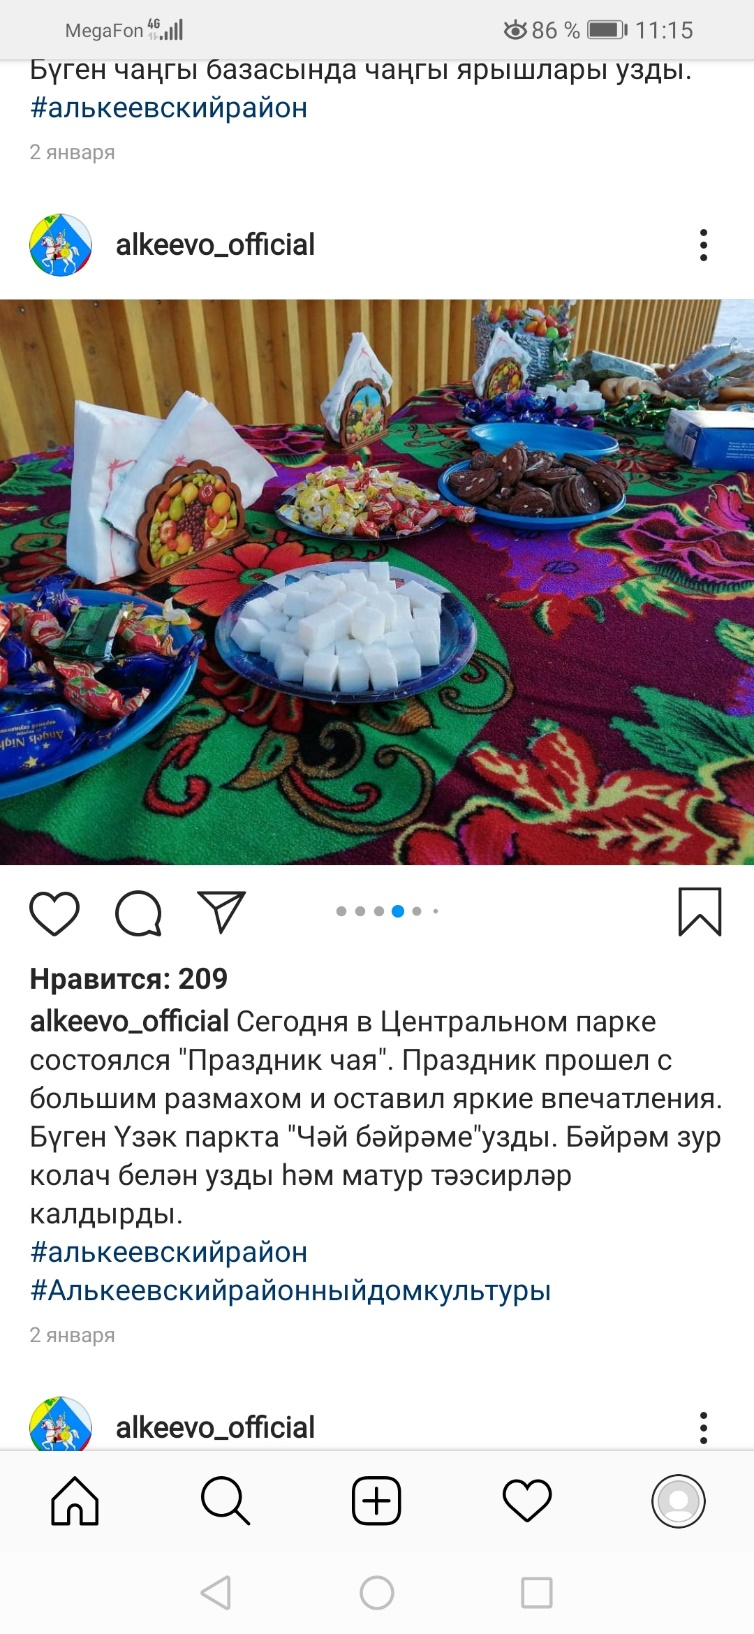 MegaFon 4G 86 % 11:15
Бүген чаңгы базасында чаңгы ярышлары узды.
#алькеевскийрайон
2 января
alkeevo_official
Angels Nigh
Нравится: 209
alkeevo_official Сегодня в Центральном парке
состоялся "Праздник чая". Праздник прошел с
большим размахом и оставил яркие впечатления.
Бүген Үзәк паркта "Чәй бәйрәме"узды. Бәйрәм зур
колач белән узды һәм матур тәэсирләр
калдырды.
#алькеевскийрайон
#Алькеевскийрайонныйдомкультуры
2 января
alkeevo_official